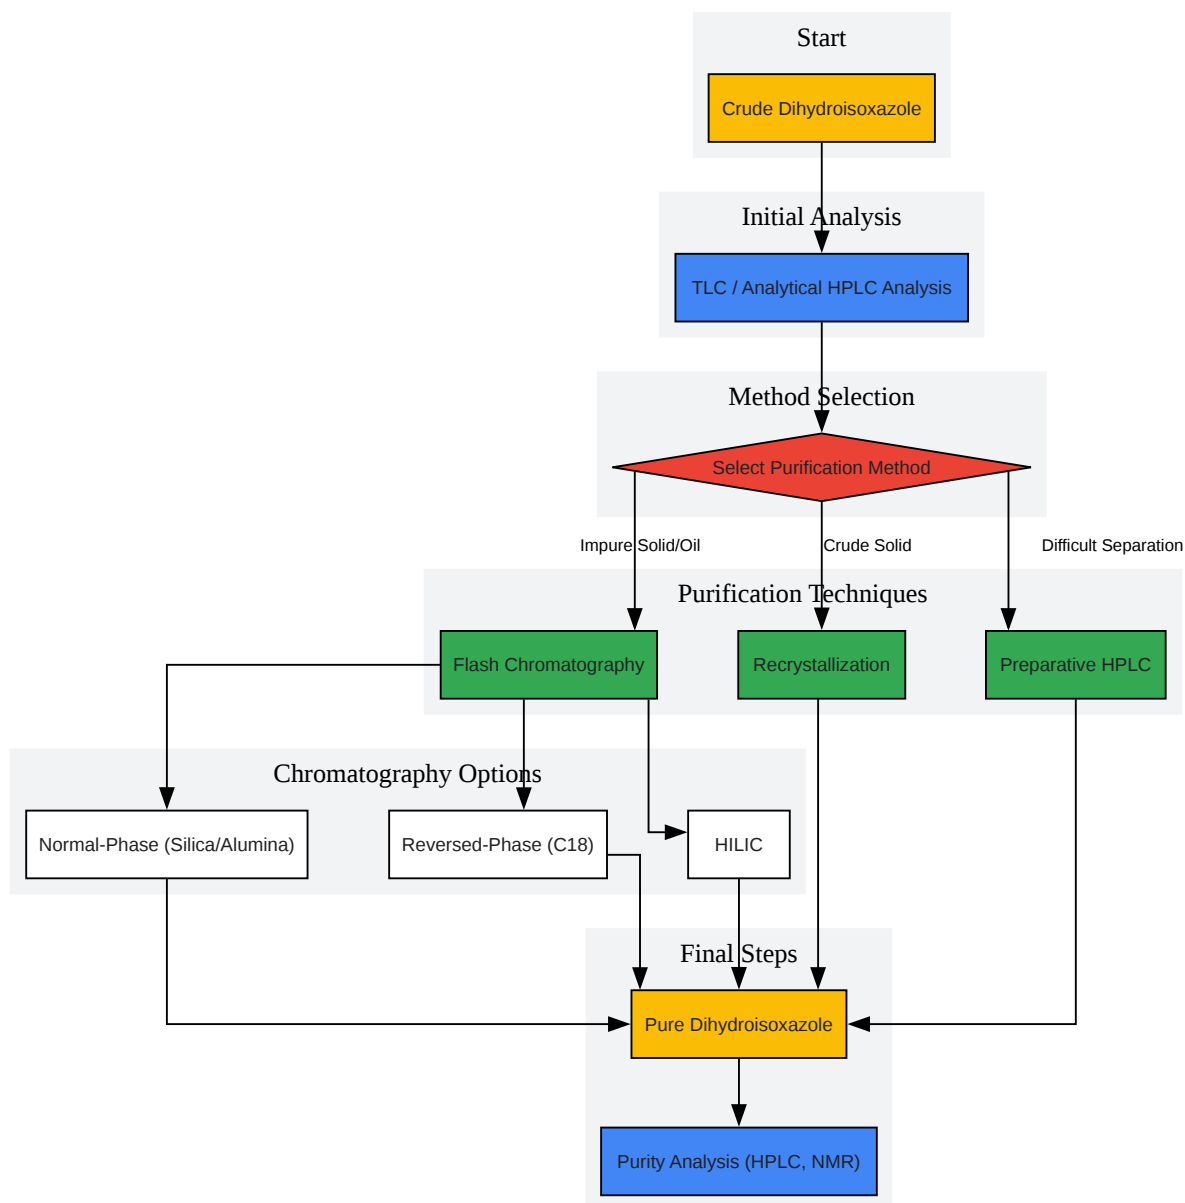 Start
Crude Dihydroisoxazole
Initial Analysis
TLC / Analytical HPLC Analysis
Method Selection
Select Purification Method
Impure Solid/Oil
Crude Solid
Difficult Separation
Purification Techniques
Flash Chromatography
Recrystallization
Preparative HPLC
Chromatography Options
Normal-Phase (Silica/Alumina)
Reversed-Phase (C18)
HILIC
Final Steps
Pure Dihydroisoxazole
Purity Analysis (HPLC, NMR)